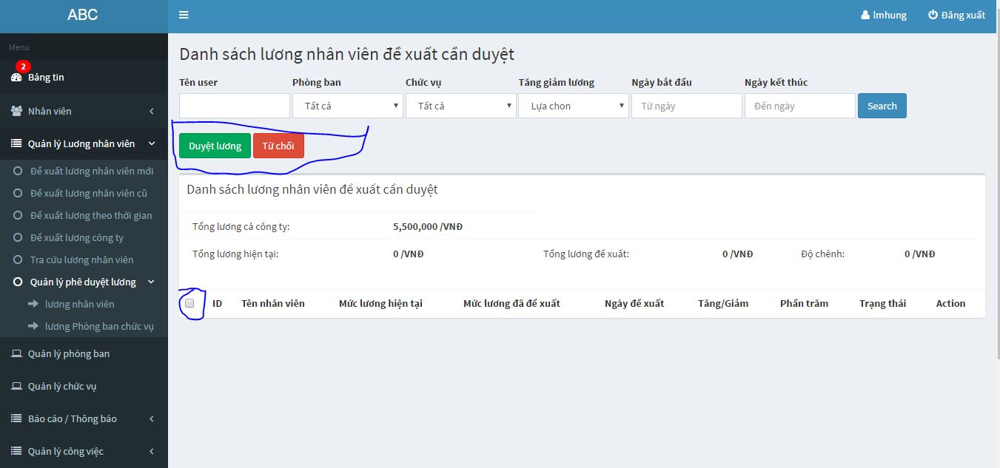 ABC
lmhung Đăng xuất
Menu
2
Bảng tin
Nhân viên
Quản lý Lương nhân viên
Đề xuất lương nhân viên mới
Đề xuất lương nhân viên cũ
Đề xuất lương theo thời gian
Đề xuất lương công ty
Tra cứu lương nhân viên
Quản lý phê duyệt lương
lương nhân viên
lương Phòng ban chức vụ
Quản lý phòng ban
Quản lý chức vụ
Báo cáo / Thông báo
Quản lý công việc
Danh sách lương nhân viên đề xuất cần duyệt
Tên user Phòng ban Chức vụ Tăng giảm lương Ngày bắt đầu Ngày kết thúc
Tất cả Tất cả Lựa chon Từ ngày Đến ngày Search
Duyệt lương Từ chối
Danh sách lương nhân viên đề xuất cần duyệt
Tổng lương cả công ty: 5,500,000 /VNĐ
Tổng lương hiện tại: 0 /VNĐ Tổng lương đề xuất: 0 /VNĐ Độ chênh: 0 /VNĐ
ID Tên nhân viên Mức lương hiện tại Mức lương đã đề xuất Ngày đề xuất Tăng/Giảm Phần trăm Trạng thái Action